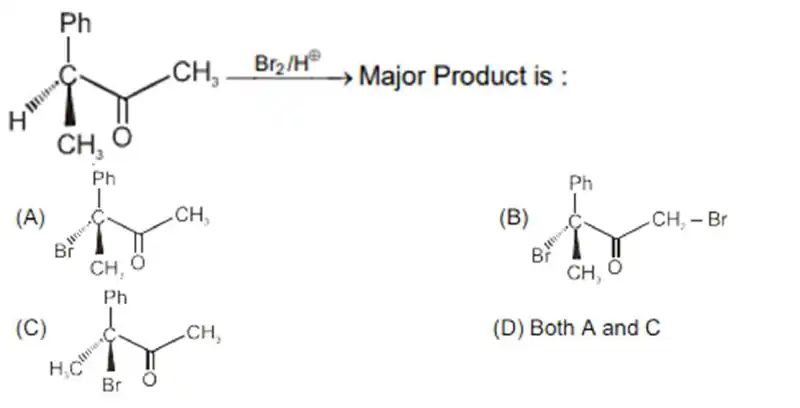 Ph
C CH₃ Br₂/H⊕ Major Product is :
H
CH₃ O
(A) Ph
C CH₃
Br
CH₃ O
(B) Ph
C CH₂ – Br
Br
CH₃ O
(C) Ph
C CH₃
H₃C
Br O
(D) Both A and C